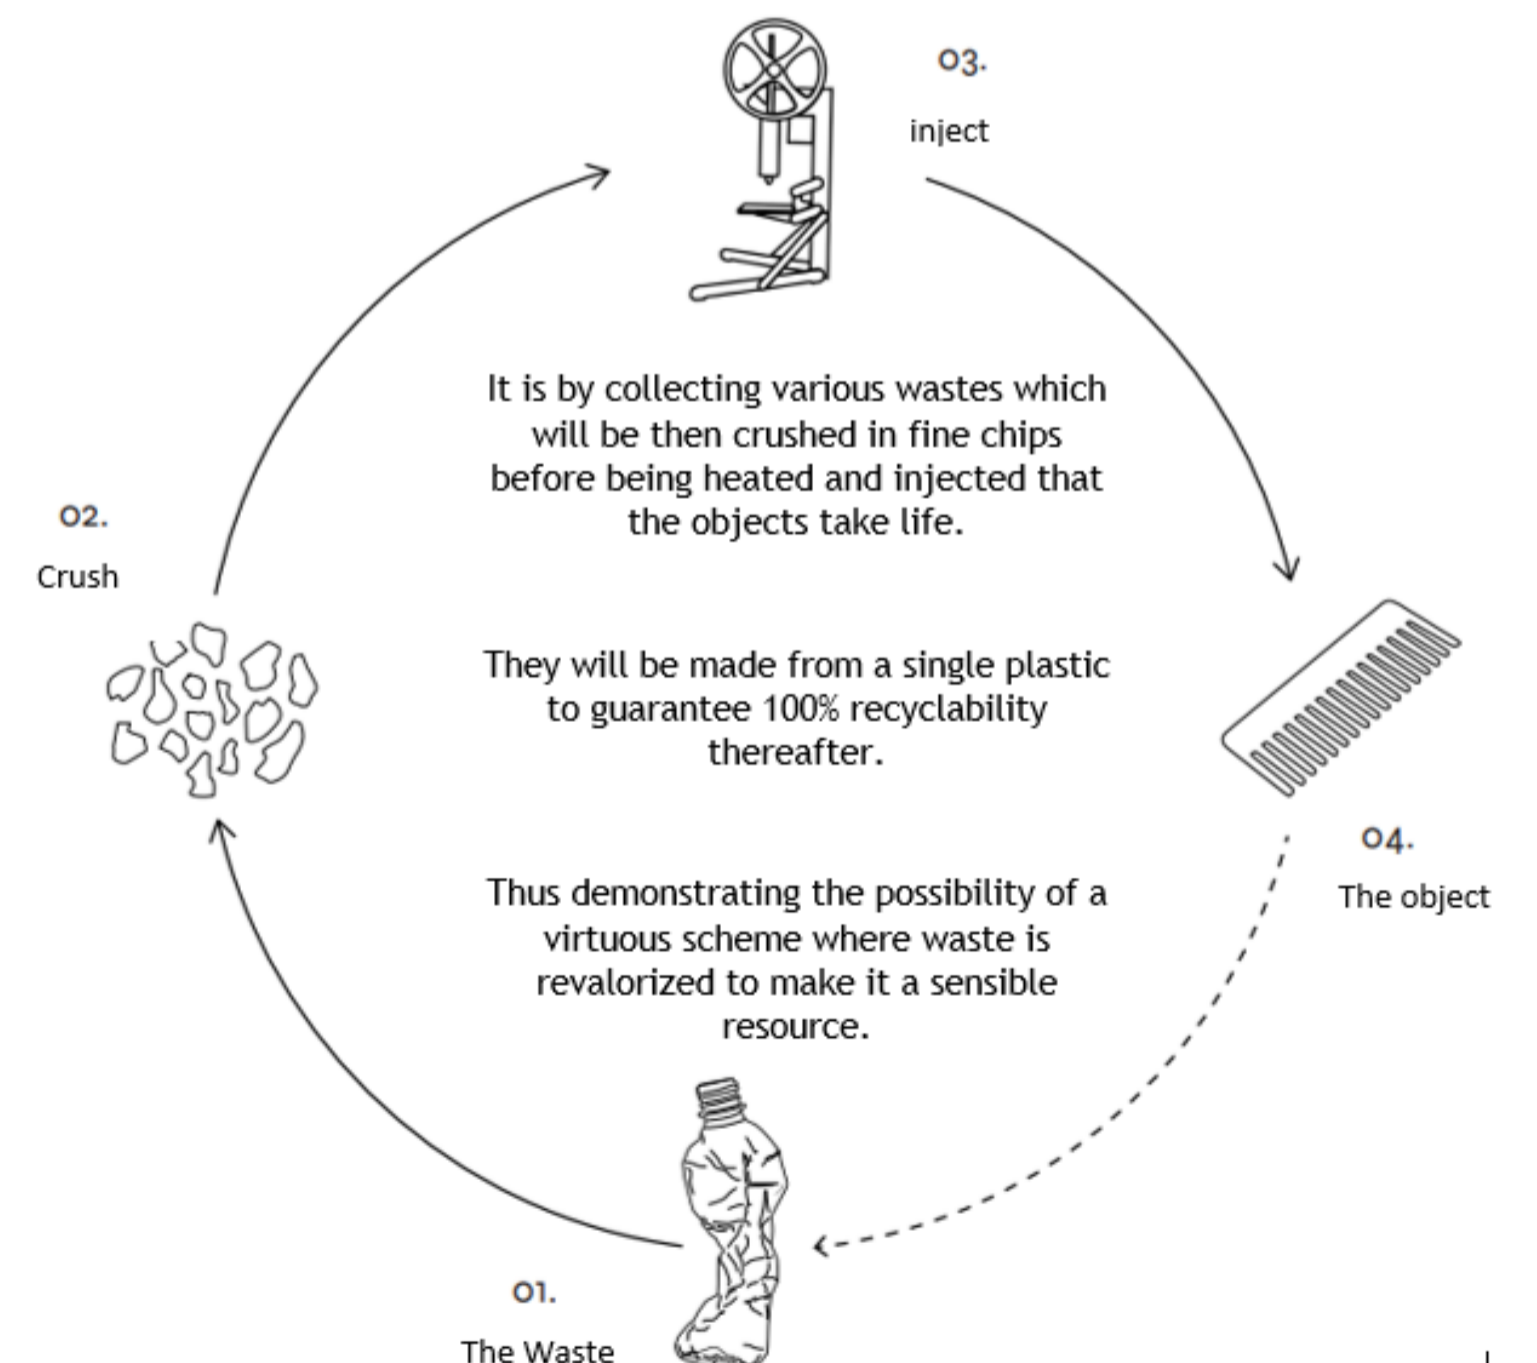 03.
inject
It is by collecting various wastes which
will be then crushed in fine chips
before being heated and injected that
the objects take life.
02.
Crush
They will be made from a single plastic
to guarantee 100% recyclability
thereafter.
04.
The object
Thus demonstrating the possibility of a
virtuous scheme where waste is
revalorized to make it a sensible
resource.
01.
The Waste